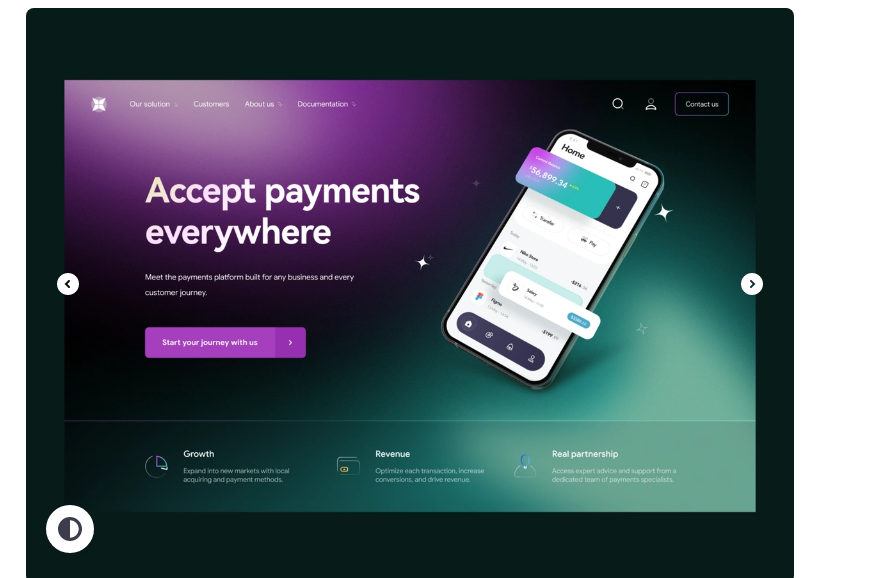 Our solution
Customers
About us
Documentation
Contact us
Accept payments
everywhere
Meet the payments platform built for any business and every
customer journey.
Start your journey with us
Home
$56,899.34
Transfer
Pay
Today
Nike Store
-$214
Salary
Figma
-$199
Growth
Expand into new markets with local
acquiring and payment methods.
Revenue
Optimize each transaction, increase
conversions, and drive revenue.
Real partnership
Access expert advice and support from a
dedicated team of payments specialists.